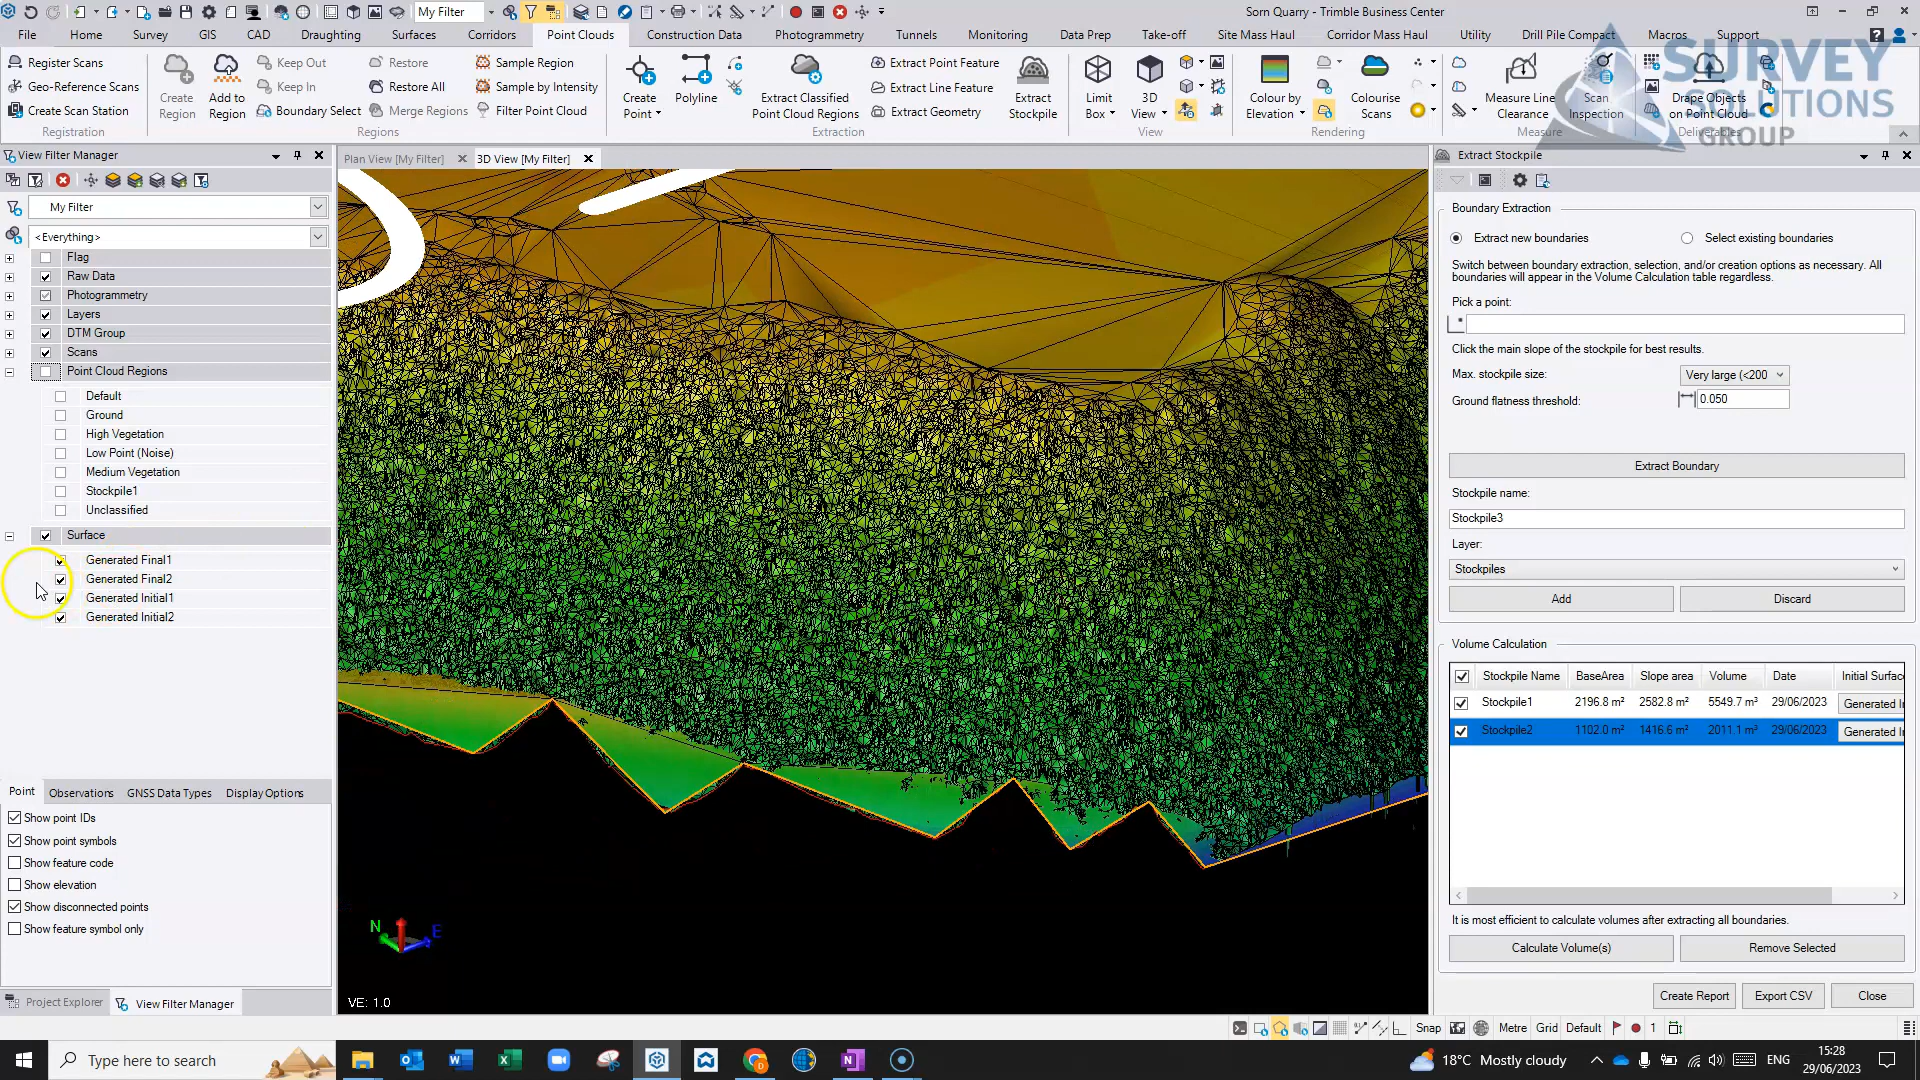 My Filter
Sorn Quarry - Trimble Business Center
File Home Survey GIS CAD Draughting Surfaces Corridors Point Clouds Construction Data Photogrammetry Tunnels Monitoring Data Prep Take-off Site Mass Haul Corridor Mass Haul Utility Drill Pile Compact Macros Support
SURVEY
SOLUTIONS
GROUP
Register Scans
Geo-Reference Scans
Create Scan Station
Registration
Create
Region
Add to
Region
Keep Out
Keep In
Boundary Select
Restore
Restore All
Merge Regions
Regions
Sample Region
Sample by Intensity
Filter Point Cloud
Create
Point
Polyline
Extract Classified
Point Cloud Regions
Extract Point Feature
Extract Line Feature
Extract Geometry
Extract
Stockpile
Extraction
Limit
Box
3D
View
View
Colour by
Elevation
Colourise
Scans
Rendering
Measure Line
Clearance
Scan
Inspection
Measure
Drape Objects
on Point Cloud
Deliverables
View Filter Manager
My Filter
<Everything>
Flag
Raw Data
Photogrammetry
Layers
DTM Group
Scans
Point Cloud Regions
Default
Ground
High Vegetation
Low Point (Noise)
Medium Vegetation
Stockpile1
Unclassified
Surface
Generated Final1
Generated Final2
Generated Initial1
Generated Initial2
Point Observations GNSS Data Types Display Options
Show point IDs
Show point symbols
Show feature code
Show elevation
Show disconnected points
Show feature symbol only
Project Explorer View Filter Manager
Plan View [My Filter] 3D View [My Filter]
N E
VE: 1.0
Extract Stockpile
Boundary Extraction
Extract new boundaries Select existing boundaries
Switch between boundary extraction, selection, and/or creation options as necessary. All
boundaries will appear in the Volume Calculation table regardless.
Pick a point:
Click the main slope of the stockpile for best results.
Max. stockpile size: Very large (<200
Ground flatness threshold: 0.050
Extract Boundary
Stockpile name:
Stockpile3
Layer:
Stockpiles
Add Discard
Volume Calculation
Stockpile Name BaseArea Slope area Volume Date Initial Surfac
Stockpile1 2196.8 m² 2582.8 m² 5549.7 m³ 29/06/2023 Generated In
Stockpile2 1102.0 m² 1416.6 m² 2011.1 m³ 29/06/2023 Generated In
It is most efficient to calculate volumes after extracting all boundaries.
Calculate Volume(s) Remove Selected
Create Report Export CSV Close
Snap Metre Grid Default 1
Type here to search
18°C Mostly cloudy
ENG
15:28
29/06/2023